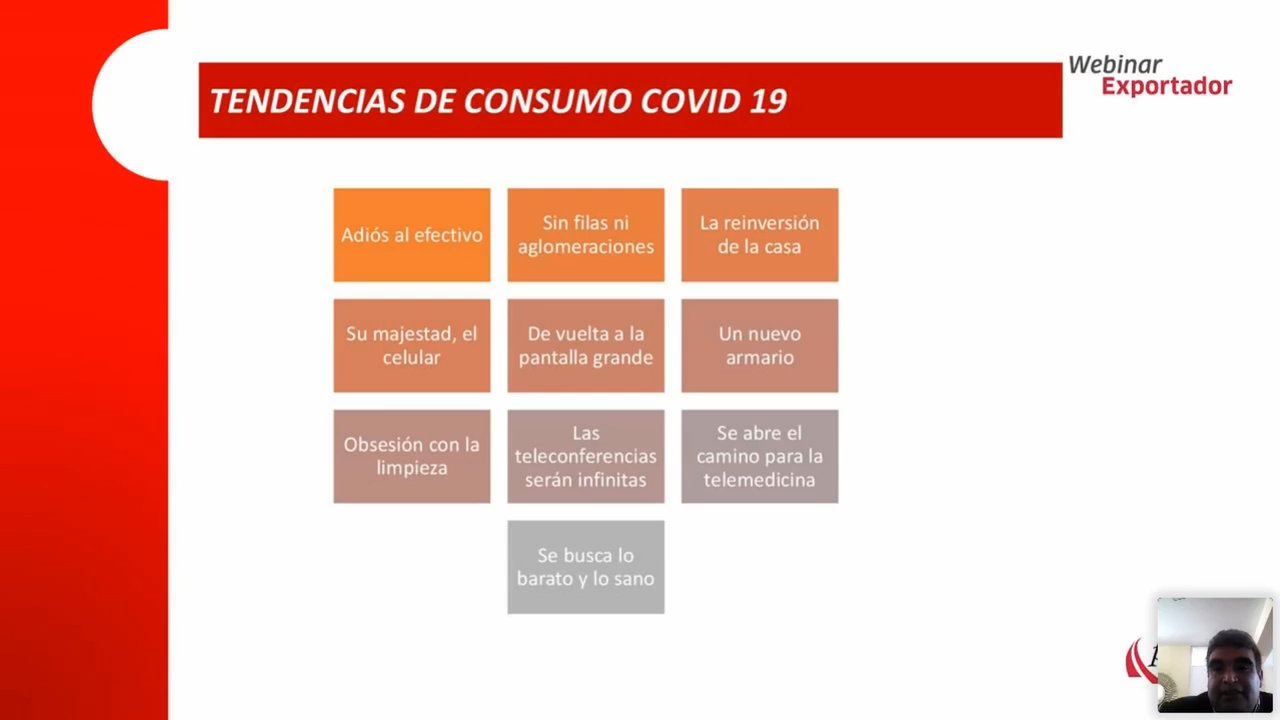 Webinar
Exportador
TENDENCIAS DE CONSUMO COVID 19
Adiós al efectivo
Sin filas ni
aglomeraciones
La reinversión
de la casa
Su majestad, el
celular
De vuelta a la
pantalla grande
Un nuevo
armario
Obsesión con la
limpieza
Las
teleconferencias
serán infinitas
Se abre el
camino para la
telemedicina
Se busca lo
barato y lo sano